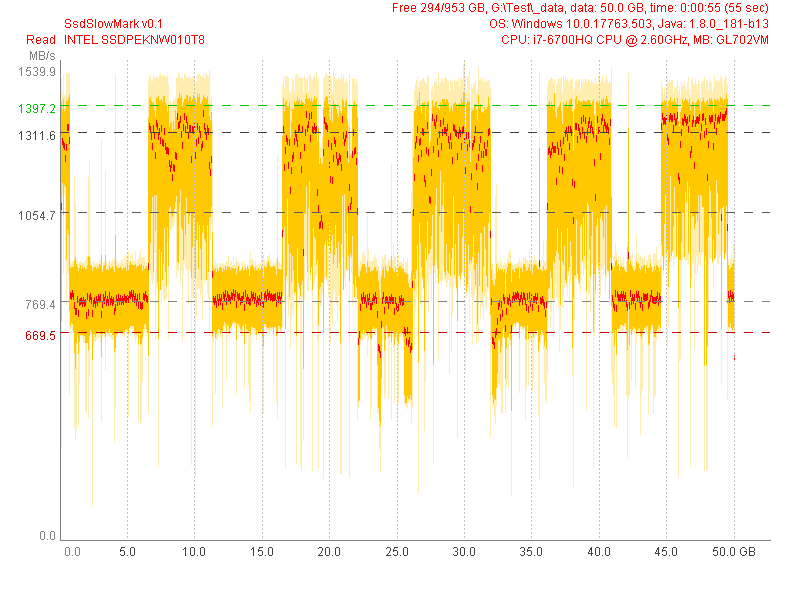 Free 294/953 GB, G:\Test\_data, data: 50.0 GB, time: 0:00:55 (55 sec)
SsdSlowMark v0.1
OS: Windows 10.0.17763.503, Java: 1.8.0_181-b13
Read INTEL SSDPEKNW010T8
CPU: i7-6700HQ CPU @ 2.60GHz, MB: GL702VM
MB/s
1539.9
1397.2
1311.6
1054.7
769.4
669.5
0.0
0.0 5.0 10.0 15.0 20.0 25.0 30.0 35.0 40.0 45.0 50.0 GB